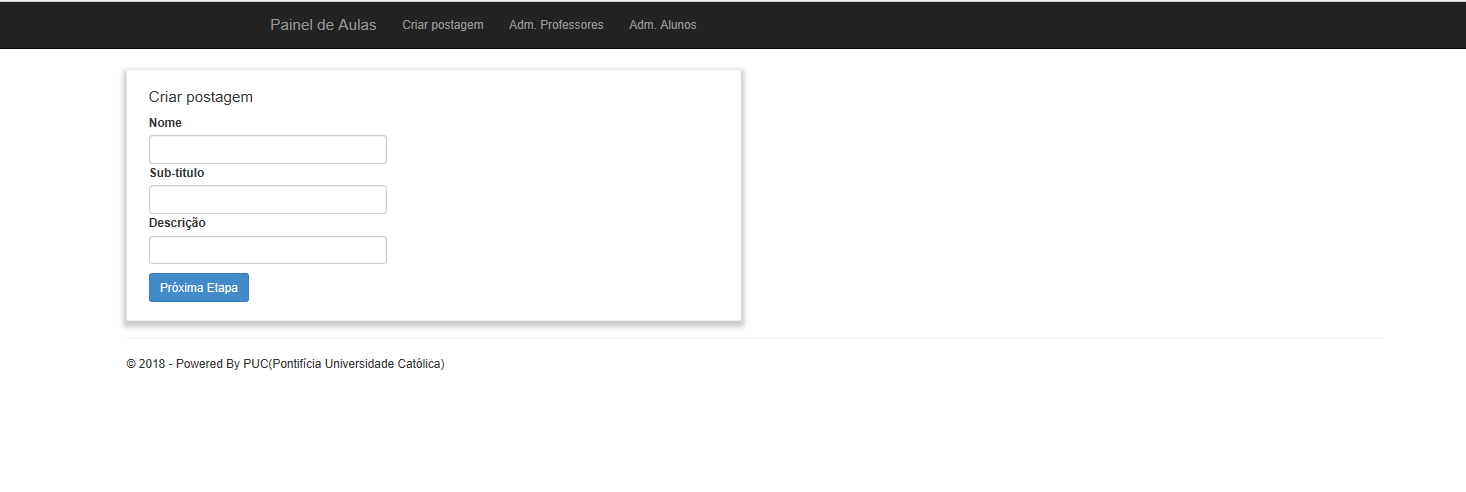 Painel de Aulas Criar postagem Adm. Professores Adm. Alunos
Criar postagem
Nome
Sub-titulo
Descrição
Próxima Etapa
© 2018 - Powered By PUC(Pontifícia Universidade Católica)